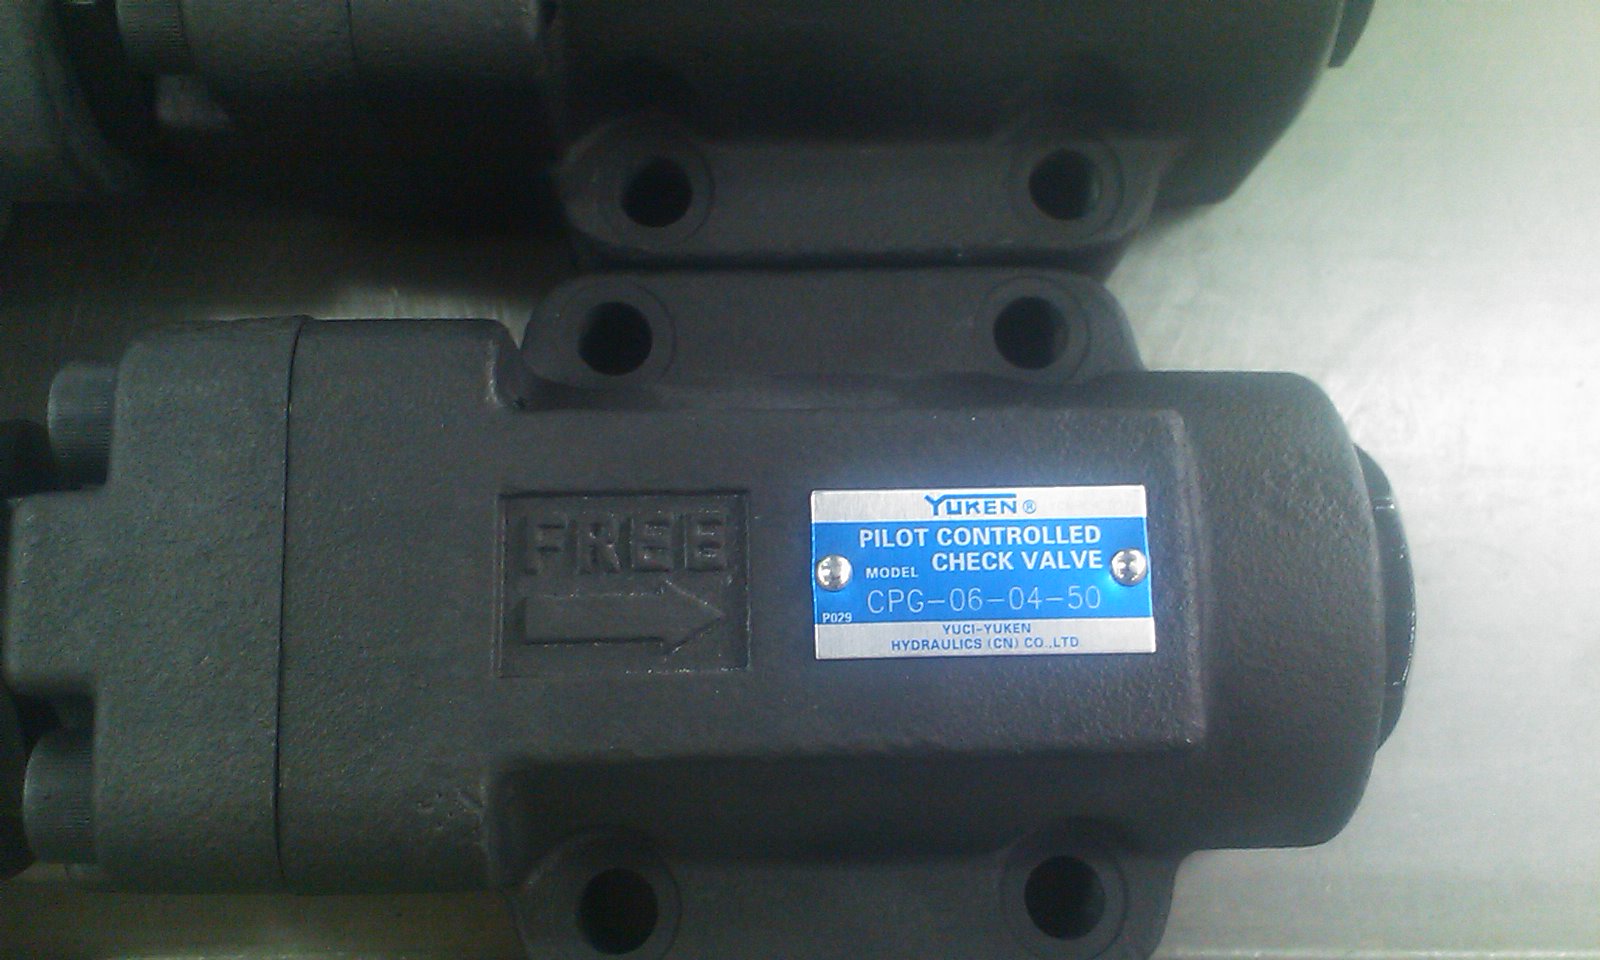 FREE
YUKEN®
PILOT CONTROLLED
CHECK VALVE
MODEL
CPG-06-04-50
P029
YUCI-YUKEN
HYDRAULICS (CN) CO.,LTD